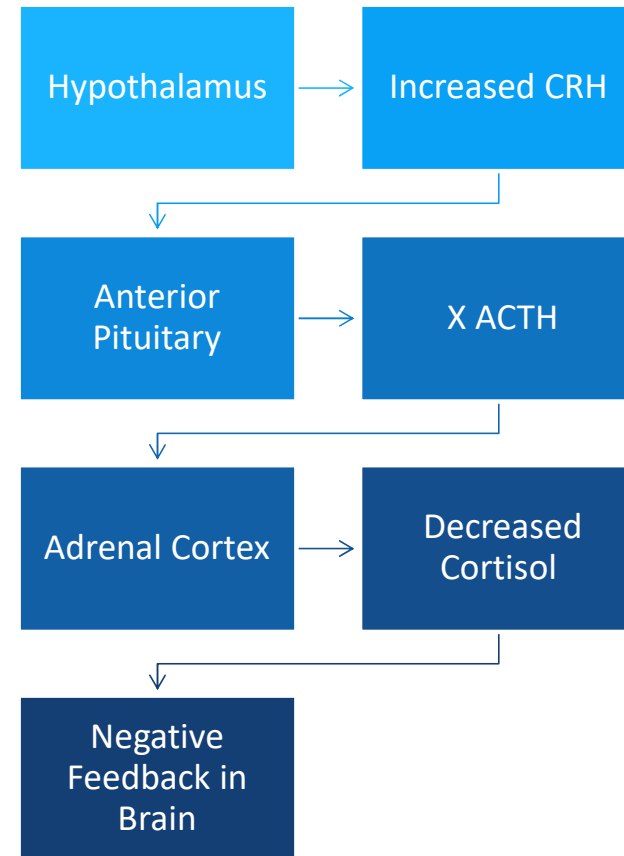 Hypothalamus
Increased CRH
Anterior
Pituitary
X ACTH
Adrenal Cortex
Decreased
Cortisol
Negative
Feedback in
Brain